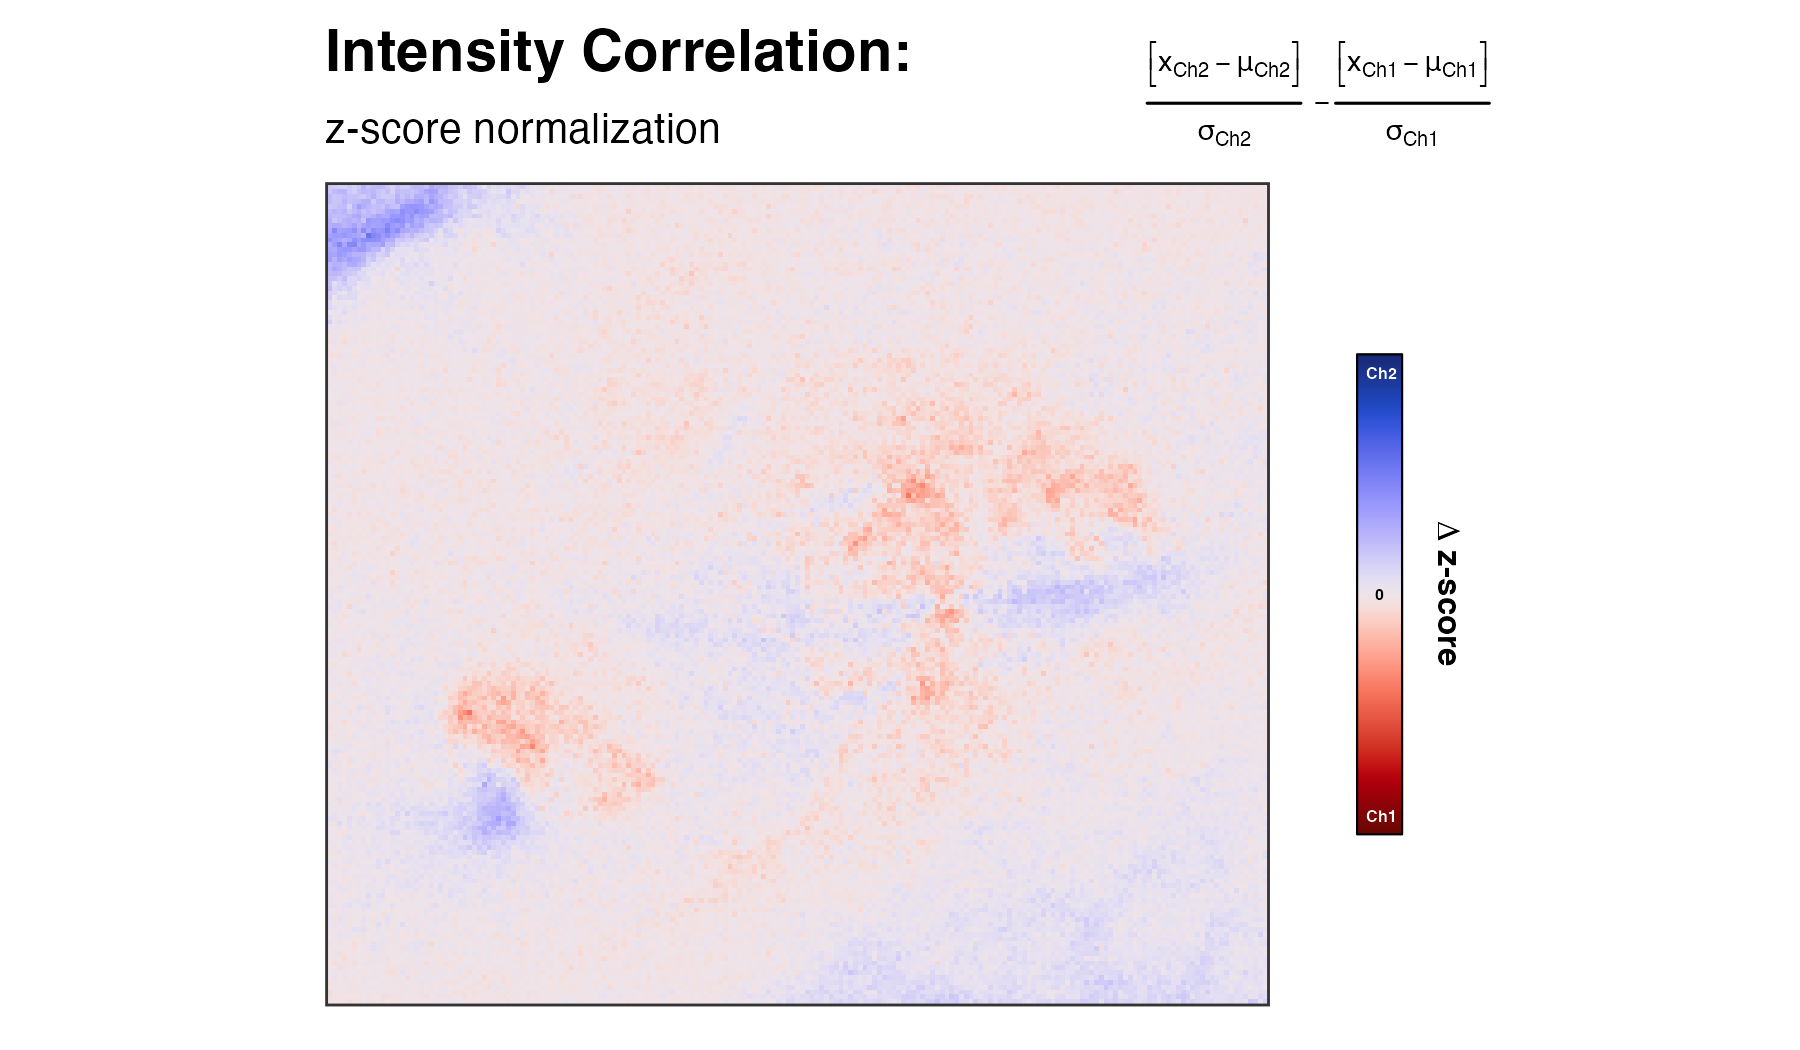 Intensity Correlation:
z-score normalization
[xCh2 – μCh2] [xCh1 – μCh1]
–
σCh2 σCh1
Ch2
0
Ch1
Δ z-score